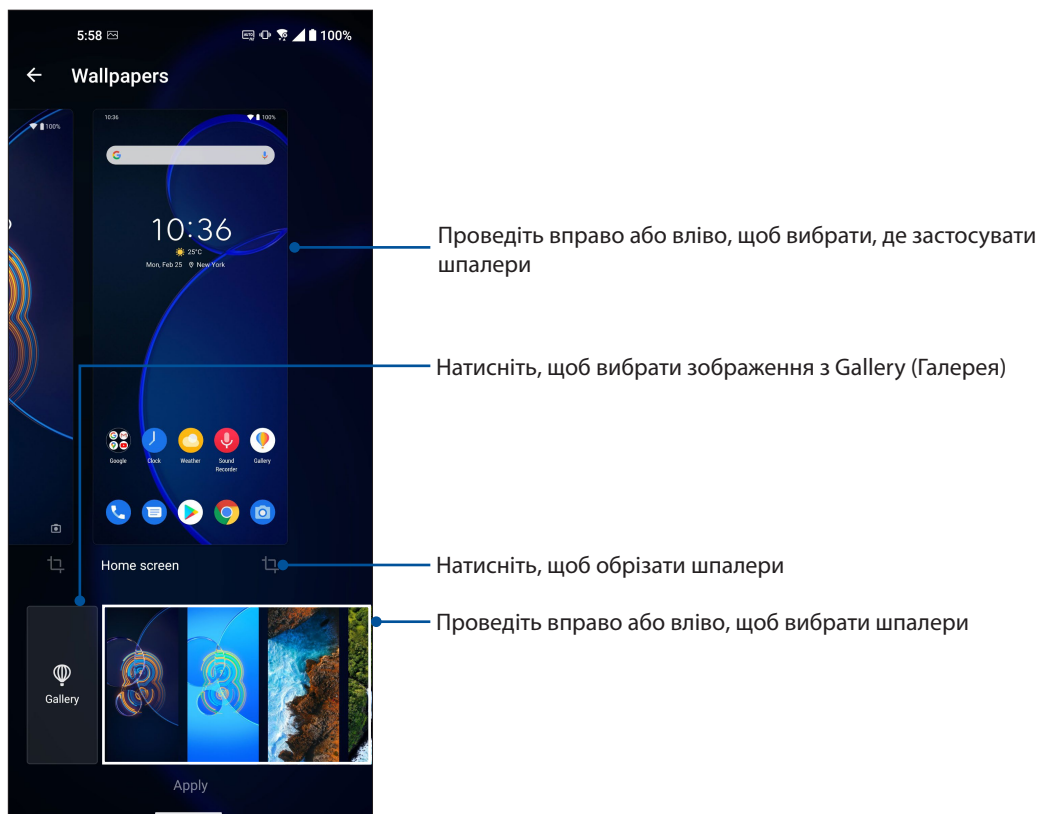 5:58 100%
Wallpapers
100%
10:36 100%
10:36
25°C
Mon, Feb 25 New York
Проведіть вправо або вліво, щоб вибрати, де застосувати
шпалери
Натисніть, щоб вибрати зображення з Gallery (Галерея)
Google Clock Weather Sound Gallery
Recorder
Home screen
Натисніть, щоб обрізати шпалери
Проведіть вправо або вліво, щоб вибрати шпалери
Gallery
Apply